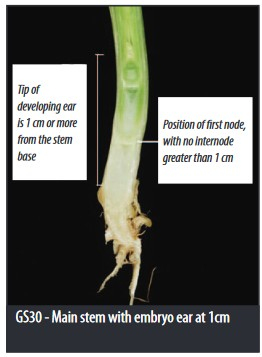 Tip of
developing ear
is 1 cm or more
from the stem
base
Position of first node,
with no internode
greater than 1 cm
GS30 - Main stem with embryo ear at 1cm